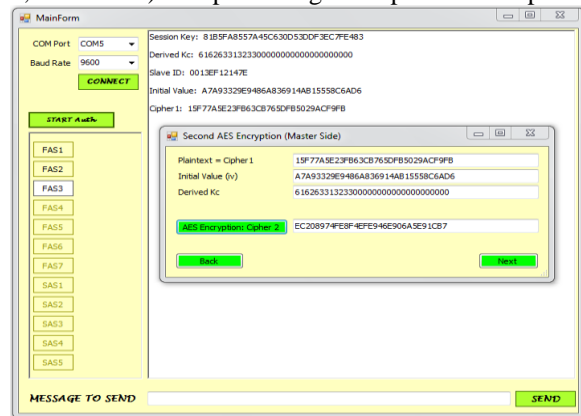 MainForm
COM Port COM5
Baud Rate 9600
CONNECT
START Auth
FAS1
FAS2
FAS3
FAS4
FAS5
FAS6
FAS7
SAS1
SAS2
SAS3
SAS4
SAS5
Session Key: 81B5FA8557A45C630D53DDF3EC7FE483
Derived Kc: 61626331323300000000000000000000
Slave ID: 0013EF12147E
Initial Value: A7A93329E9486A836914AB15558C6AD6
Cipher1: 15F77A5E23FB63CB765DFB5029ACF9FB
Second AES Encryption (Master Side)
Plaintext = Cipher1 15F77A5E23FB63CB765DFB5029ACF9FB
Initial Value (iv) A7A93329E9486A836914AB15558C6AD6
Derived Kc 61626331323300000000000000000000
AES Encryption: Cipher 2 EC208974FE8F4EFE946E906A5E91CB7
Back Next
MESSAGE TO SEND SEND